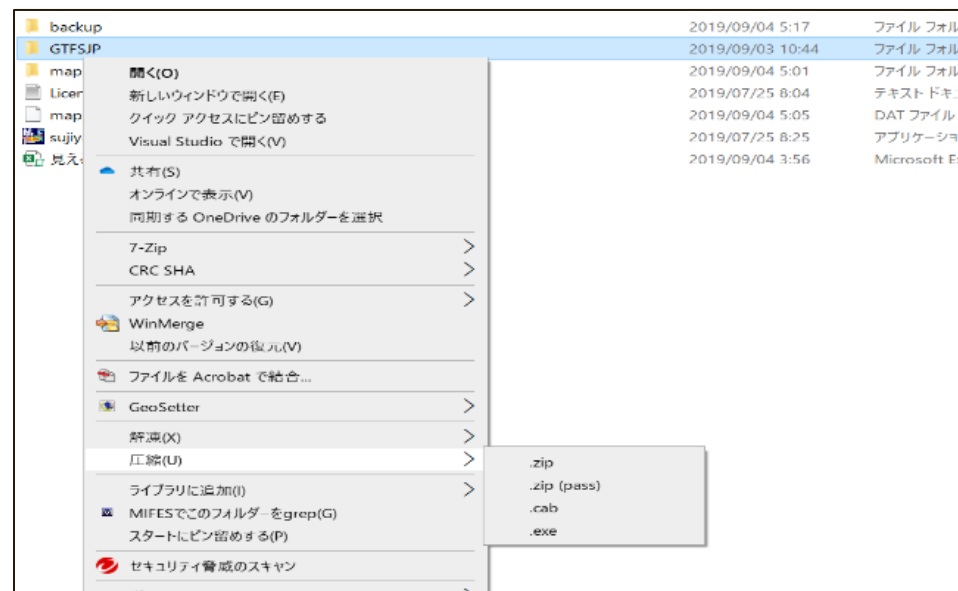 backup 2019/09/04 5:17 ファイル フォル
GTFSJP 2019/09/03 10:44 ファイル フォル
map 2019/09/04 5:01 ファイル フォル
Licen 2019/07/25 8:04 テキスト ドキュ
map 2019/09/04 5:05 DAT ファイル
sujiy 2019/07/25 8:25 アプリケーショ
見え 2019/09/04 3:56 Microsoft E
開く(O)
新しいウィンドウで開く(E)
クイック アクセスにピン留めする
Visual Studio で開く(V)
共有(S)
オンラインで表示(V)
同期する OneDrive のフォルダーを選択
7-Zip
CRC SHA
アクセスを許可する(G)
WinMerge
以前のバージョンの復元(V)
ファイルを Acrobat で結合...
GeoSetter
解凍(X)
圧縮(U)
.zip
.zip (pass)
.cab
.exe
ライブラリに追加(I)
MIFESでこのフォルダーをgrep(G)
スタートにピン留めする(P)
セキュリティ脅威のスキャン